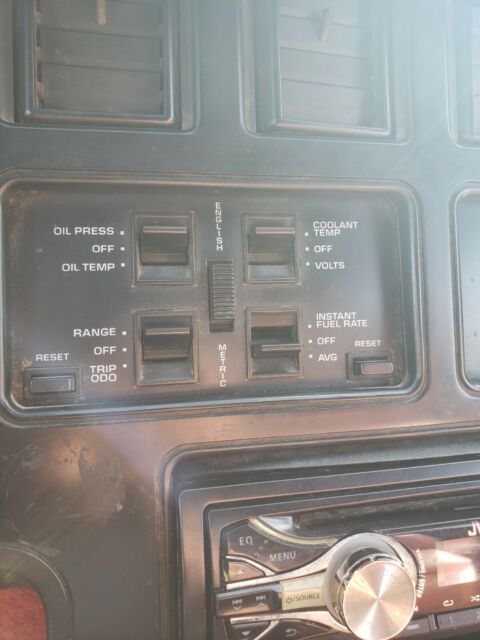 ENGLISH
OIL PRESS
OFF
OIL TEMP
COOLANT
TEMP
OFF
VOLTS
RANGE
OFF
TRIP
ODO
RESET
METRIC
INSTANT
FUEL RATE
OFF
AVG
RESET
EQ
MENU
SOURCE